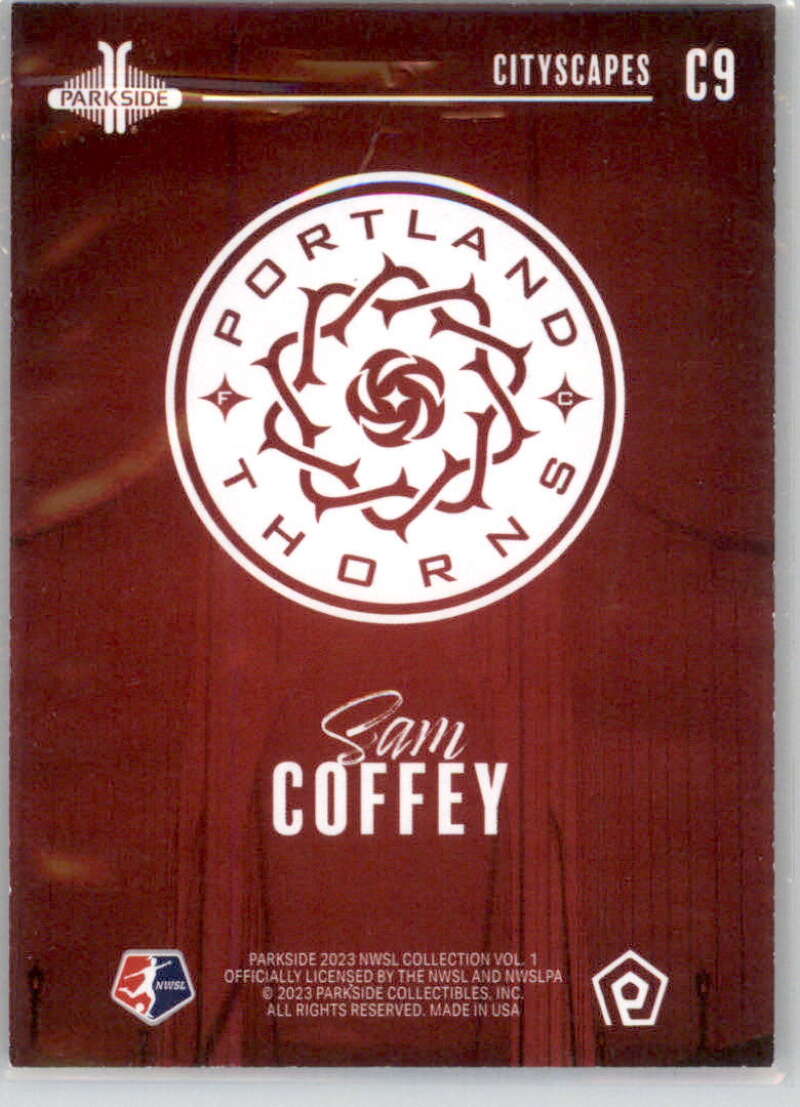 PARKSIDE
CITYSCAPES C9
PORTLAND
F C
THORNS
Sam
COFFEY
NWSL
PARKSIDE 2023 NWSL COLLECTION VOL. 1
OFFICIALLY LICENSED BY THE NWSL AND NWSLPA
© 2023 PARKSIDE COLLECTIBLES, INC.
ALL RIGHTS RESERVED. MADE IN USA